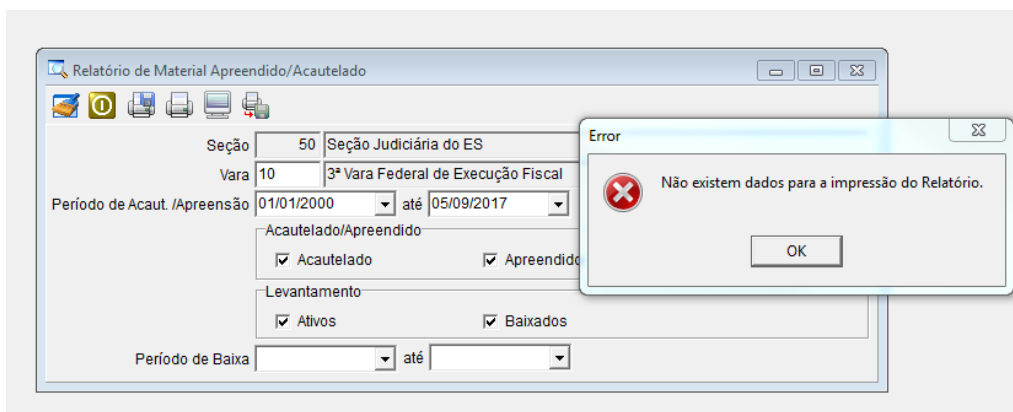 Relatório de Material Apreendido/Acautelado
Error
Seção 50 Seção Judiciária do ES
Vara 10 3ª Vara Federal de Execução Fiscal
Não existem dados para a impressão do Relatório.
Período de Acaut. /Apreensão 01/01/2000 até 05/09/2017
Acautelado/Apreendido
Acautelado Apreendido
OK
Levantamento
Ativos Baixados
Período de Baixa até